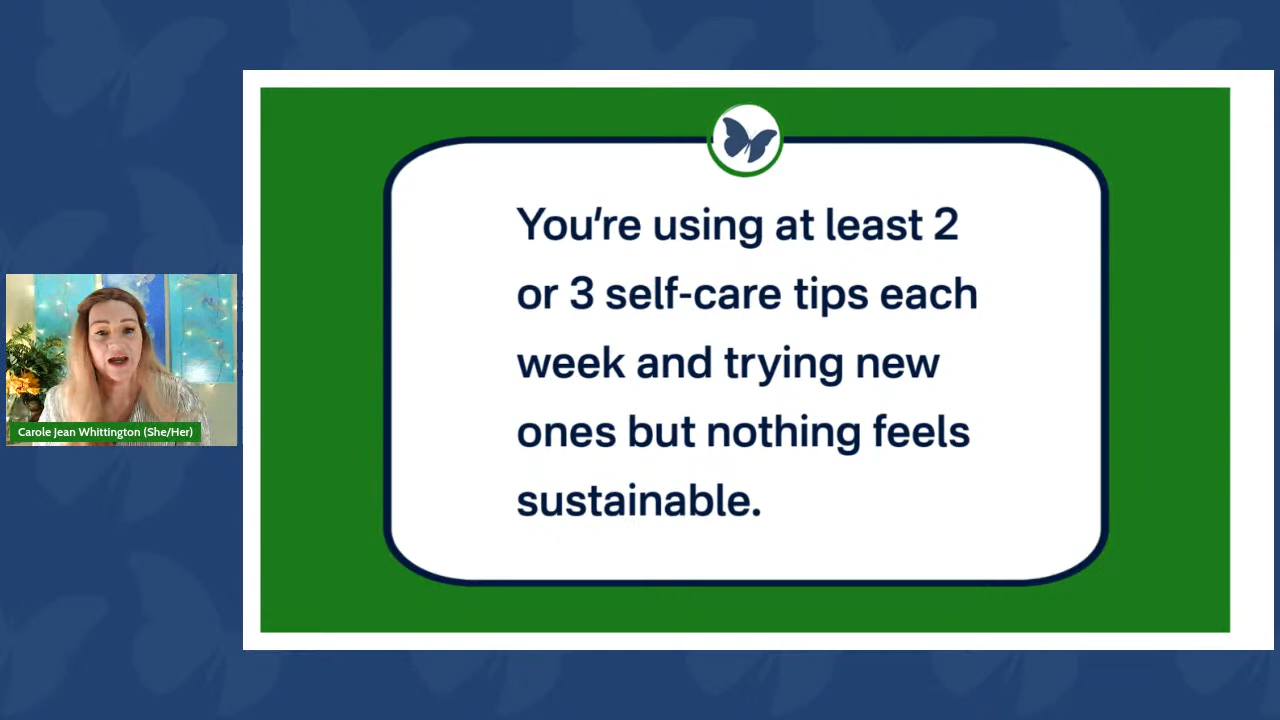 You're using at least 2
or 3 self-care tips each
week and trying new
ones but nothing feels
sustainable.
Carole Jean Whittington (She/Her)